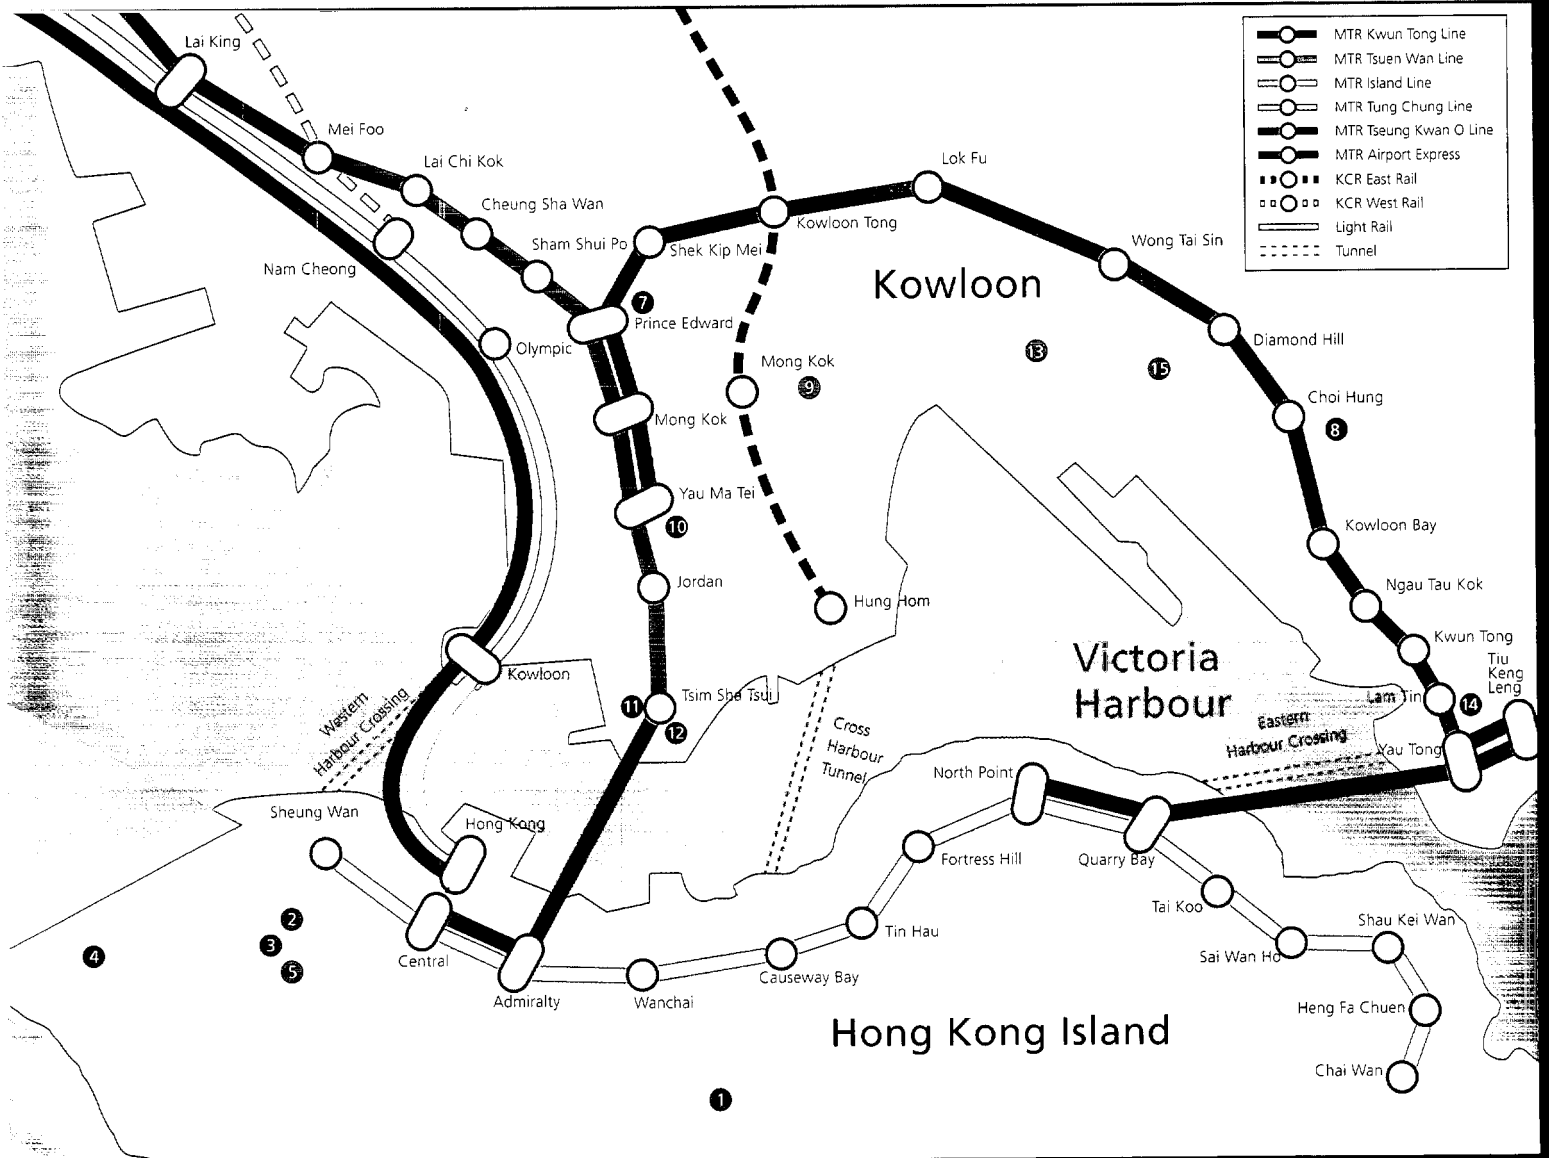 Lai King
Mei Foo
Lai Chi Kok
Cheung Sha Wan
Sham Shui Po
Nam Cheong
Shek Kip Mei
Kowloon Tong
Lok Fu
Wong Tai Sin
MTR Kwun Tong Line
MTR Tsuen Wan Line
MTR Island Line
MTR Tung Chung Line
MTR Tseung Kwan O Line
MTR Airport Express
KCR East Rail
KCR West Rail
Light Rail
Tunnel
Kowloon
7
Prince Edward
Olympic
Mong Kok
9
13
15
Diamond Hill
Choi Hung
8
Mong Kok
Yau Ma Tei
10
Jordan
Hung Hom
Kowloon Bay
Ngau Tau Kok
Kwun Tong
Tiu
Keng
Leng
Lam Tin
14
Yau Tong
Victoria
Harbour
Eastern
Harbour Crossing
Kowloon
Western
Harbour Crossing
Tsim Sha Tsui
11
12
Cross
Harbour
Tunnel
North Point
Sheung Wan
Hong Kong
Fortress Hill
Quarry Bay
Tai Koo
Shau Kei Wan
Sai Wan Ho
Tin Hau
2
3
4
5
Central
Admiralty
Wanchai
Causeway Bay
Heng Fa Chuen
Hong Kong Island
Chai Wan
1